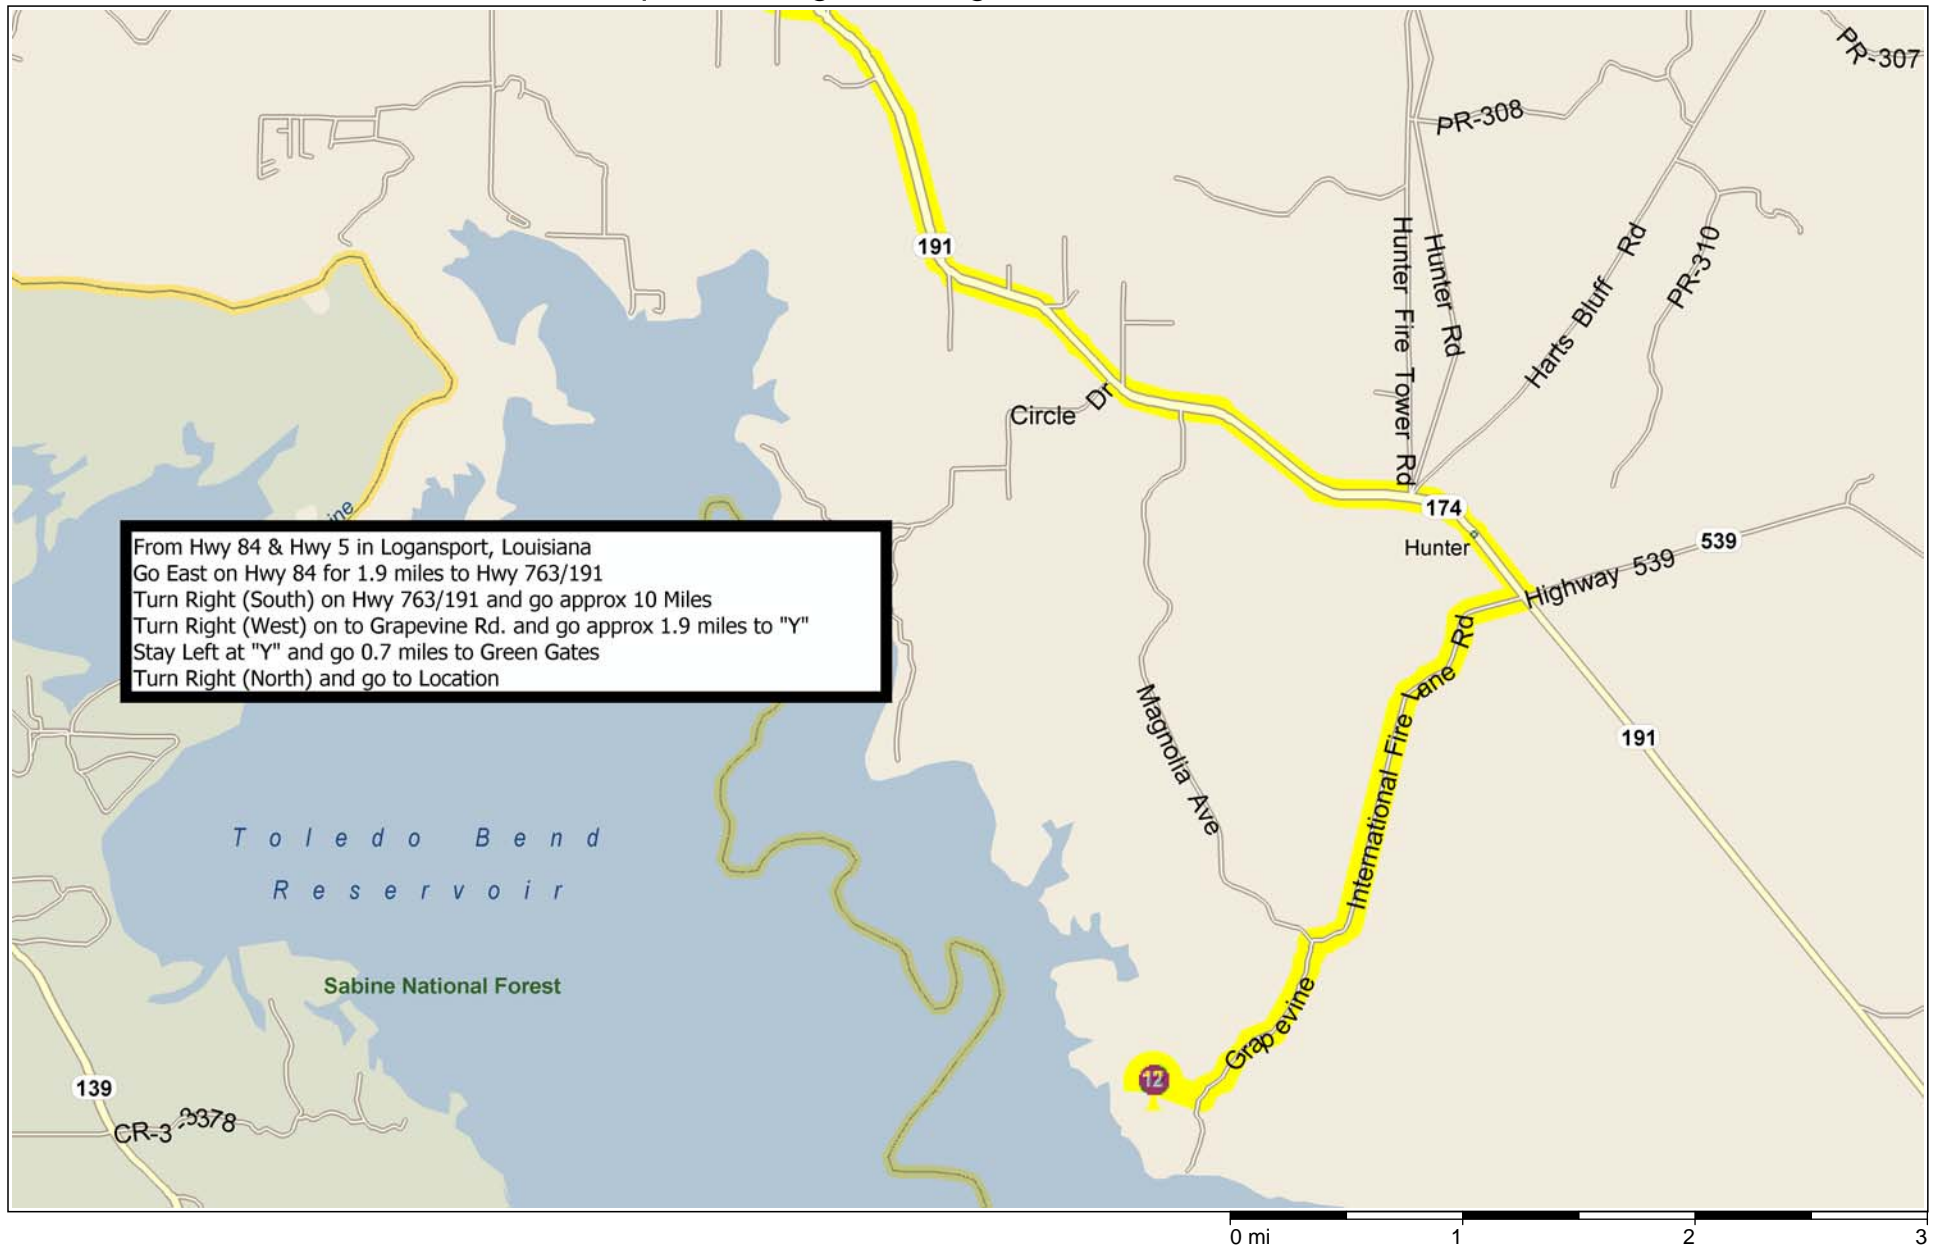 PR-307
PR-308
191
Hunter Fire Tower Rd
Hunter Rd
Harts Bluff Rd
PR-310
Circle Dr
174
Hunter
539
Highway 539
ine
From Hwy 84 & Hwy 5 in Logansport, Louisiana
Go East on Hwy 84 for 1.9 miles to Hwy 763/191
Turn Right (South) on Hwy 763/191 and go approx 10 Miles
Turn Right (West) on to Grapevine Rd. and go approx 1.9 miles to "Y"
Stay Left at "Y" and go 0.7 miles to Green Gates
Turn Right (North) and go to Location
Magnolia Ave
International Fire Lane Rd
191
Toledo Bend
Reservoir
Sabine National Forest
Grapevine
12
139
CR-3 -3378
0 mi 1 2 3